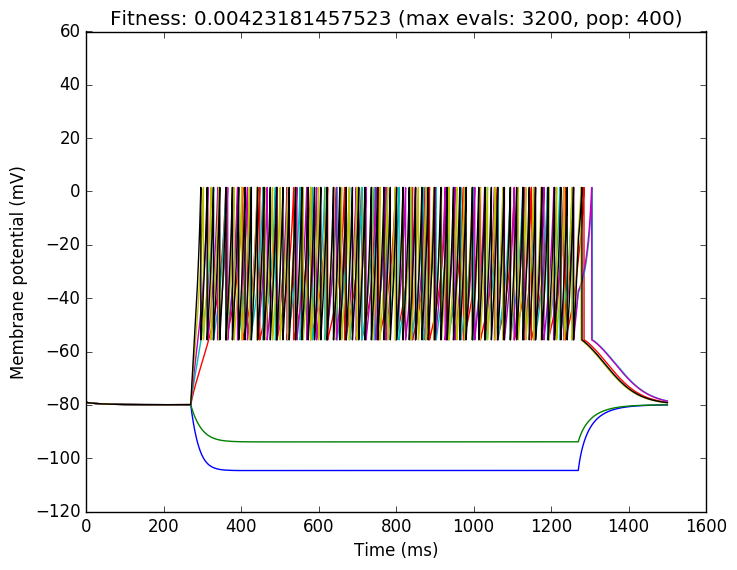 Fitness: 0.00423181457523 (max evals: 3200, pop: 400)
60
40
20
0
−20
−40
−60
−80
−100
−120
Membrane potential (mV)
0 200 400 600 800 1000 1200 1400 1600
Time (ms)